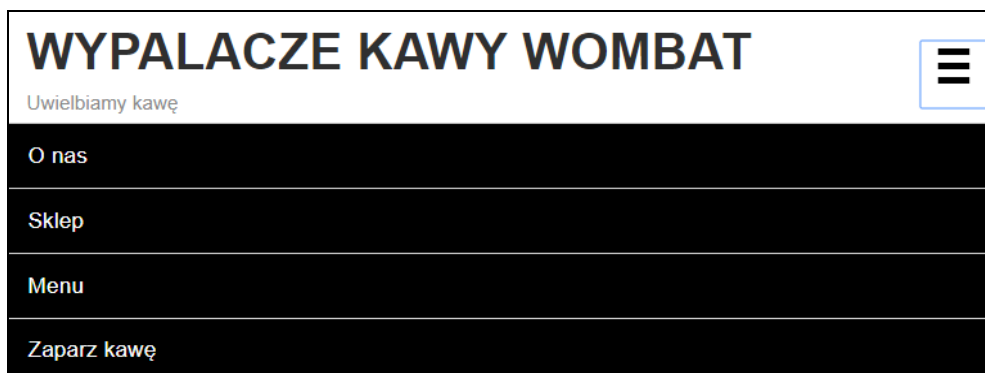 WYPALACZE KAWY WOMBAT
Uwielbiamy kawę
O nas
Sklep
Menu
Zaparz kawę